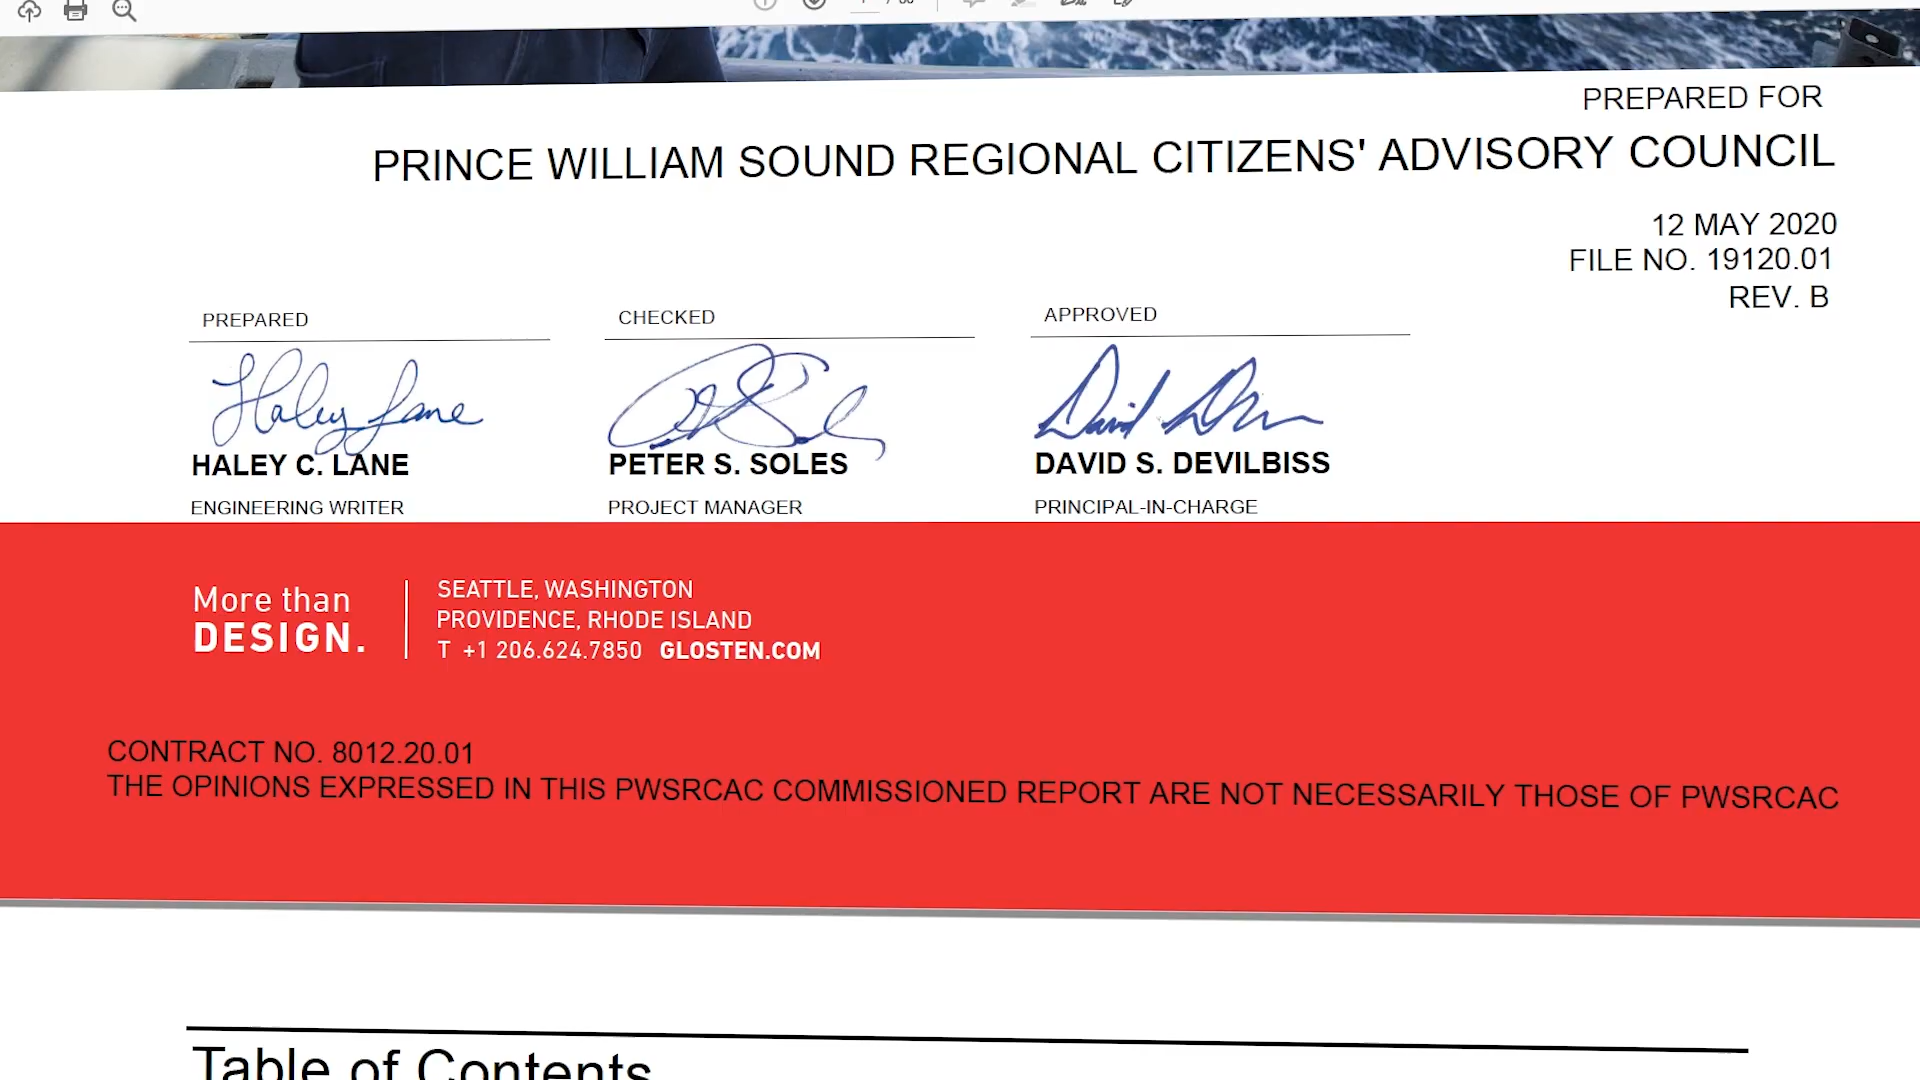 PREPARED FOR
PRINCE WILLIAM SOUND REGIONAL CITIZENS' ADVISORY COUNCIL
12 MAY 2020
FILE NO. 19120.01
REV. B
PREPARED
CHECKED
APPROVED
Haley Lane
HALEY C. LANE
PETER S. SOLES
DAVID S. DEVILBISS
ENGINEERING WRITER
PROJECT MANAGER
PRINCIPAL-IN-CHARGE
More than
DESIGN.
SEATTLE, WASHINGTON
PROVIDENCE, RHODE ISLAND
T +1 206.624.7850 GLOSTEN.COM
CONTRACT NO. 8012.20.01
THE OPINIONS EXPRESSED IN THIS PWSRCAC COMMISSIONED REPORT ARE NOT NECESSARILY THOSE OF PWSRCAC
Table of Contents